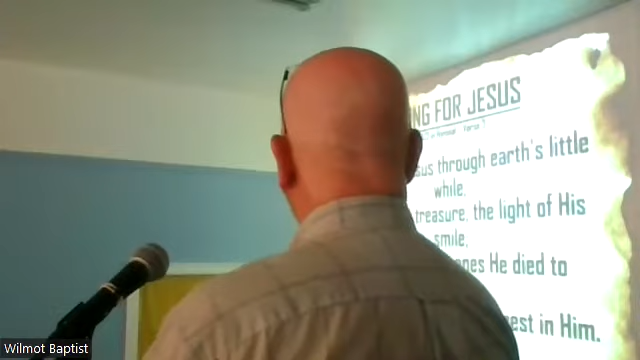 NG FOR JESUS
sus through earth's little
while,
treasure, the light of His
smile,
nes He died to
est in Him.
Wilmot Baptist